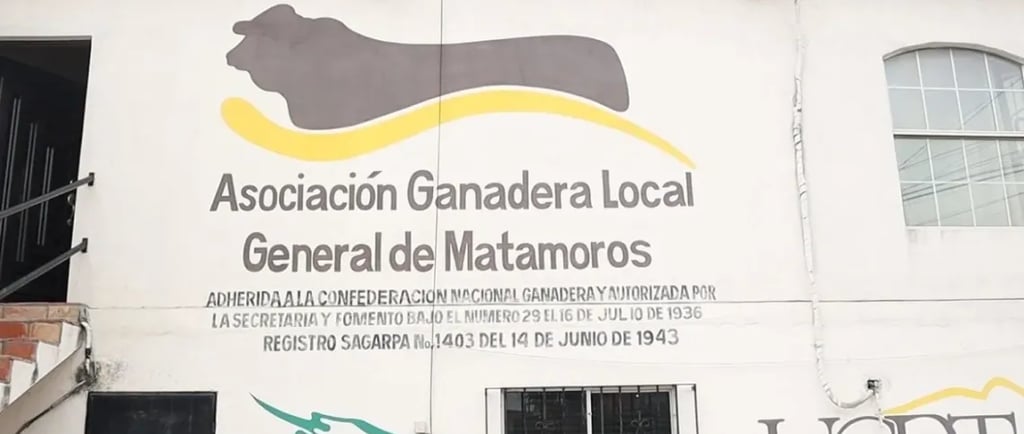 Asociación Ganadera Local
General de Matamoros
ADHERIDA A LA CONFEDERACION NACIONAL GANADERA Y AUTORIZADA POR
LA SECRETARIA Y FOMENTO BAJO EL NUMERO 29 EL 16 DE JULIO DE 1936
REGISTRO SAGARPA No. 1403 DEL 14 DE JUNIO DE 1943